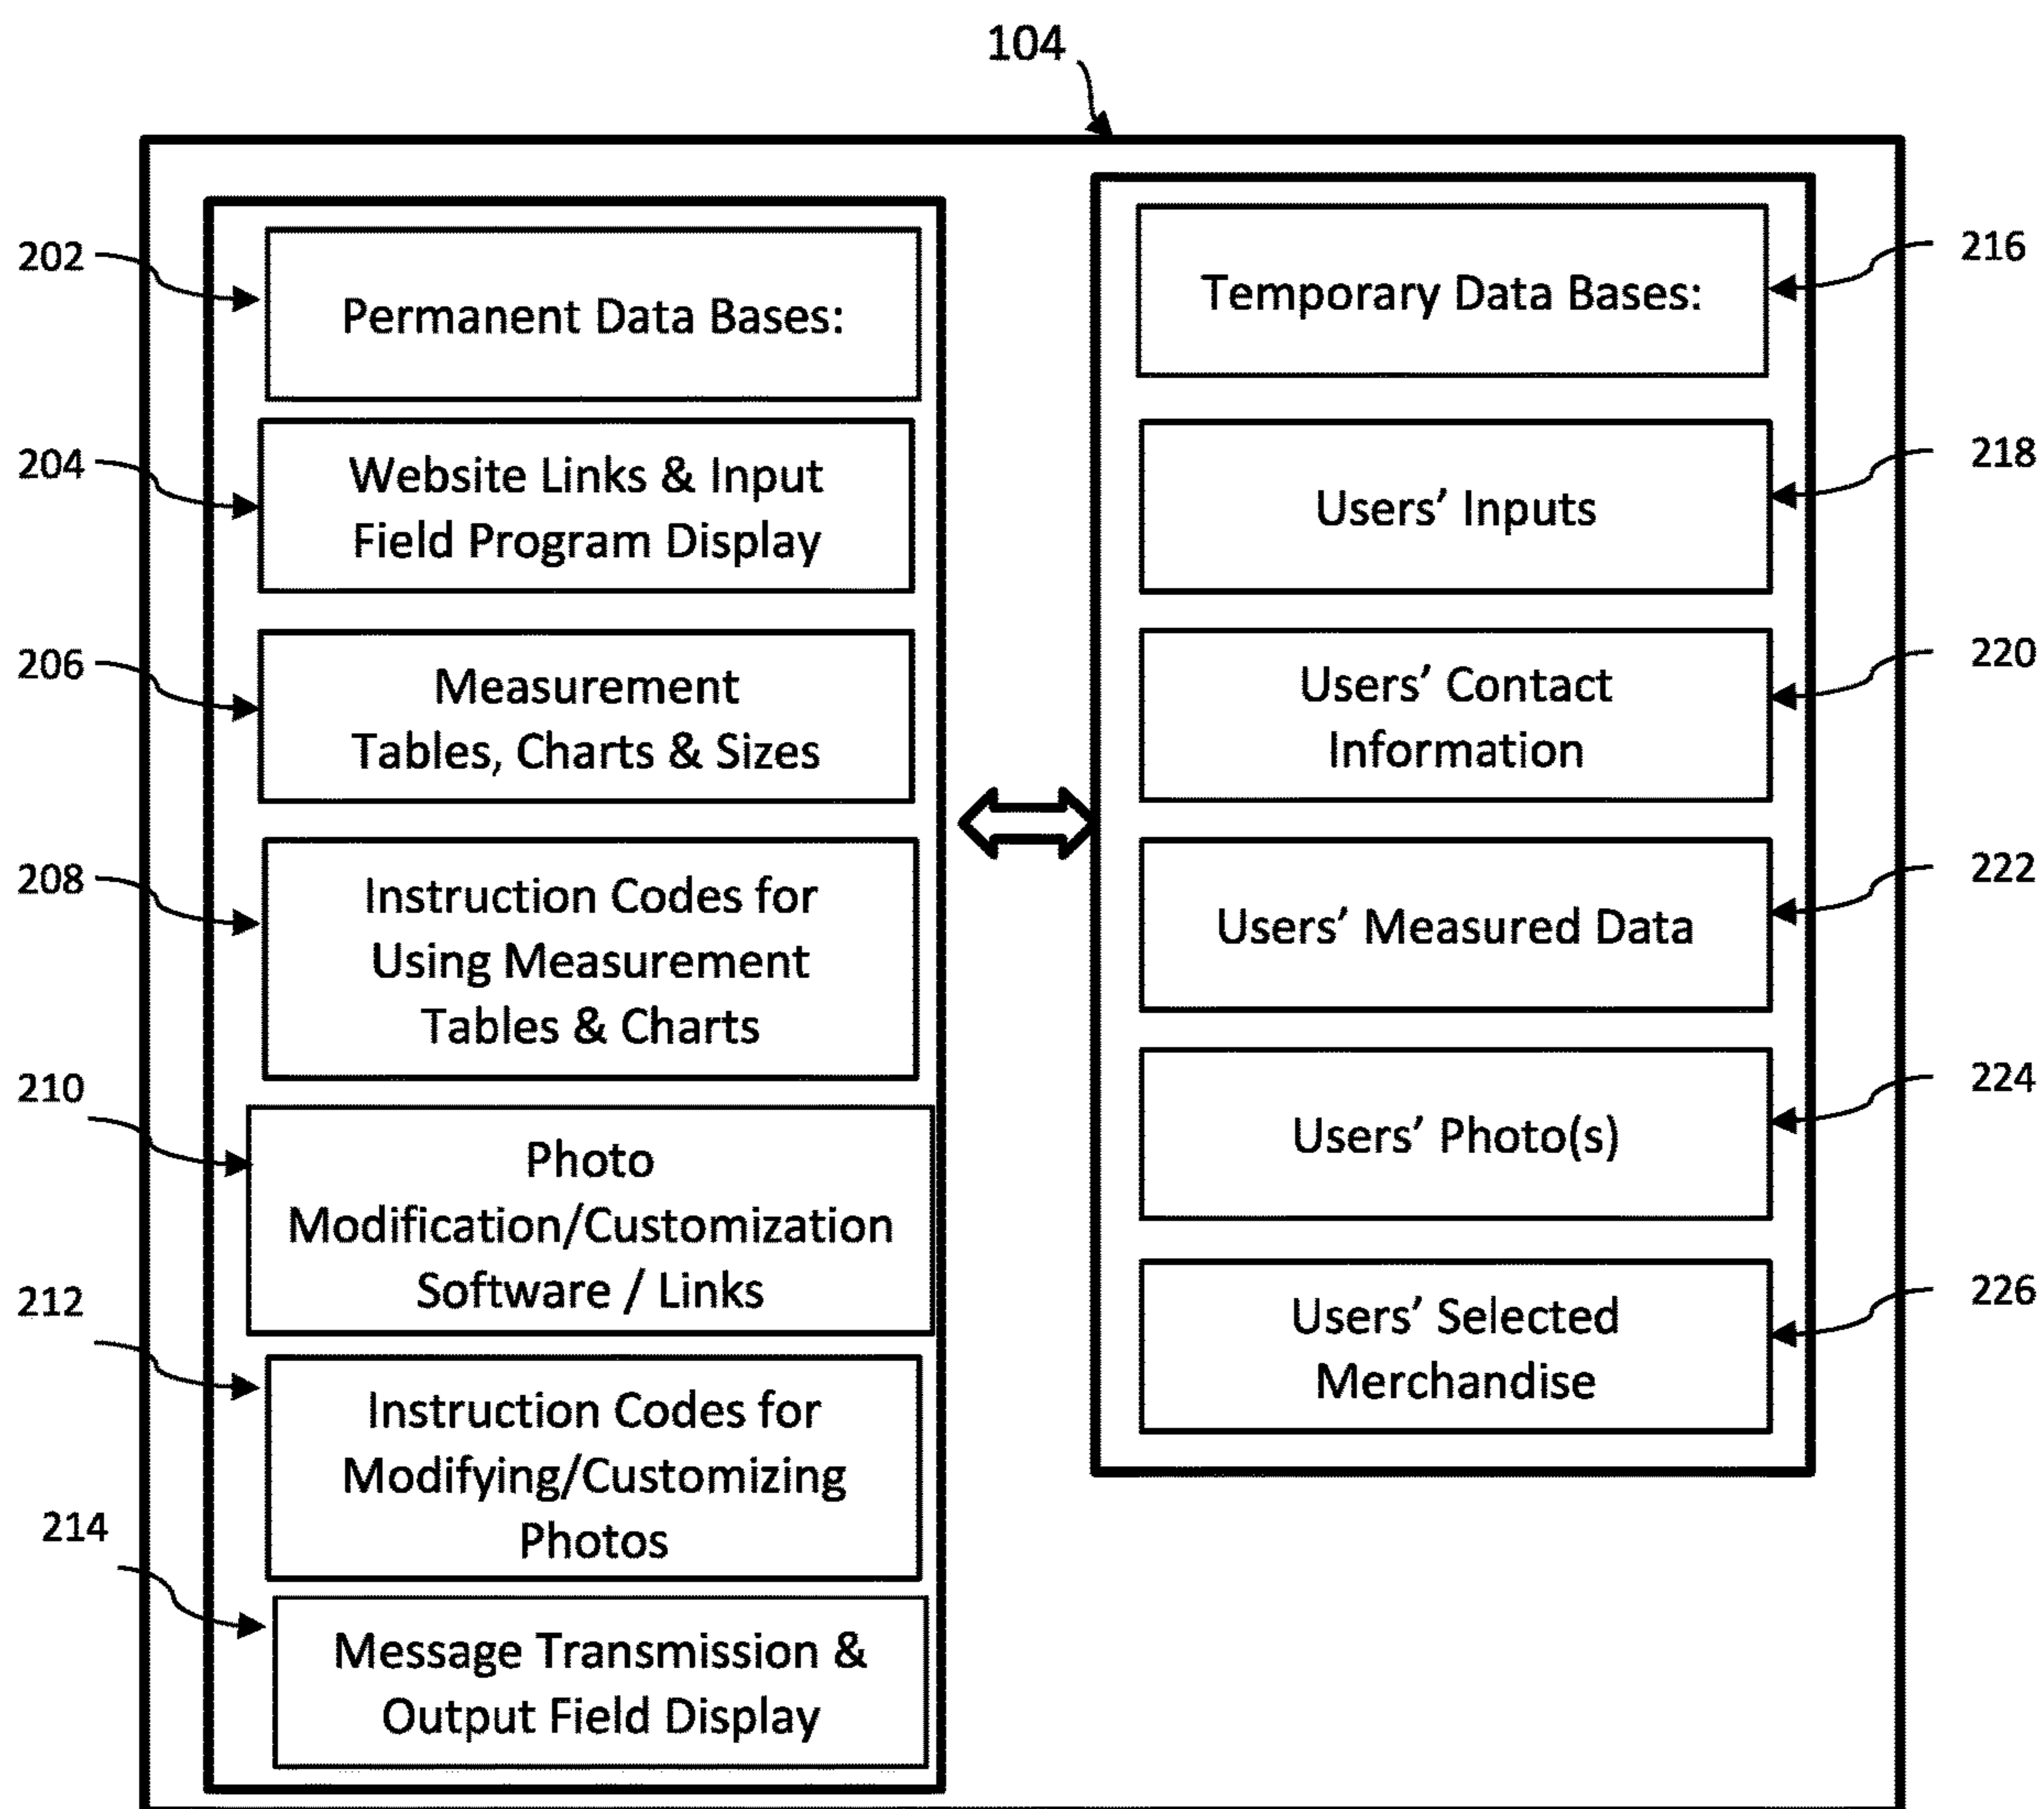 104
202
Permanent Data Bases:
204
Website Links & Input
Field Program Display
206
Measurement
Tables, Charts & Sizes
208
Instruction Codes for
Using Measurement
Tables & Charts
210
Photo
Modification/Customization
Software / Links
212
Instruction Codes for
Modifying/Customizing
Photos
214
Message Transmission &
Output Field Display
Temporary Data Bases:
216
Users’ Inputs
218
Users’ Contact
Information
220
Users’ Measured Data
222
Users’ Photo(s)
224
Users’ Selected
Merchandise
226